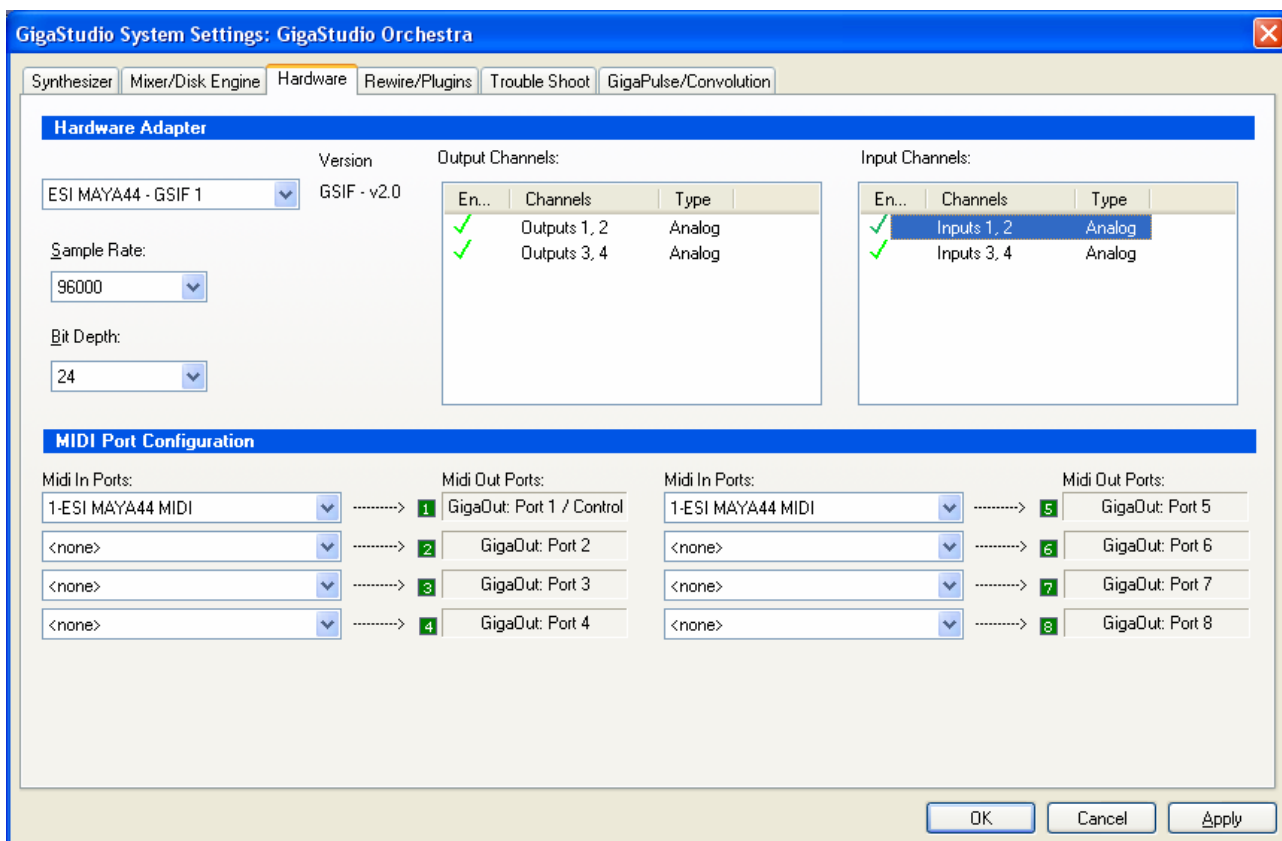 GigaStudio System Settings: GigaStudio Orchestra
Synthesizer Mixer/Disk Engine Hardware Rewire/Plugins Trouble Shoot GigaPulse/Convolution
Hardware Adapter
ESI MAYA44 - GSIF 1
Version
GSIF - v2.0
Sample Rate:
96000
Bit Depth:
24
Output Channels:
En... Channels Type
Outputs 1, 2 Analog
Outputs 3, 4 Analog
Input Channels:
En... Channels Type
Inputs 1, 2 Analog
Inputs 3, 4 Analog
MIDI Port Configuration
Midi In Ports: Midi Out Ports: Midi In Ports: Midi Out Ports:
1-ESI MAYA44 MIDI ---------> 1 GigaOut: Port 1 / Control 1-ESI MAYA44 MIDI ---------> 5 GigaOut: Port 5
<none> ---------> 2 GigaOut: Port 2 <none> ---------> 6 GigaOut: Port 6
<none> ---------> 3 GigaOut: Port 3 <none> ---------> 7 GigaOut: Port 7
<none> ---------> 4 GigaOut: Port 4 <none> ---------> 8 GigaOut: Port 8
OK Cancel Apply